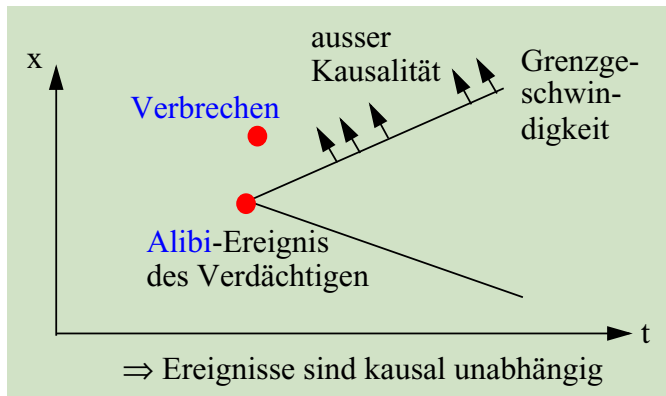 x
ausser
Kausalität
Grenzge-
schwin-
digkeit
Verbrechen
Alibi-Ereignis
des Verdächtigen
t
⇒ Ereignisse sind kausal unabhängig